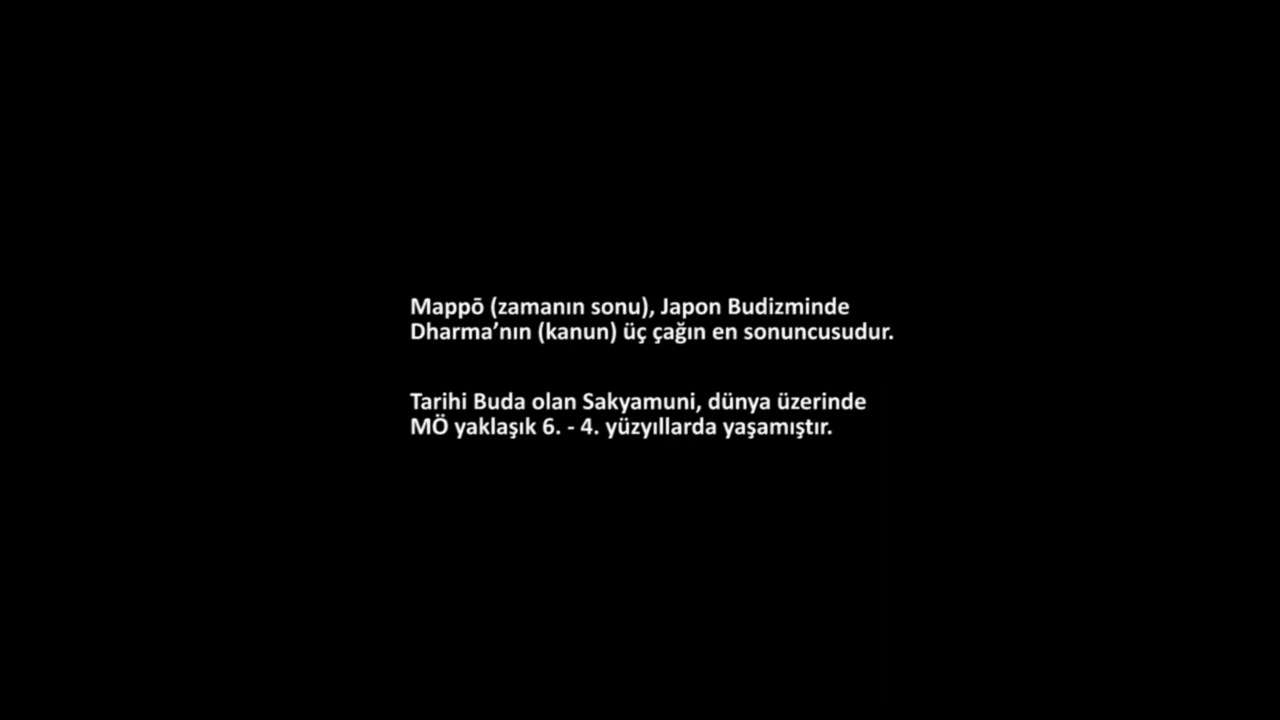 Mappō (zamanın sonu), Japon Budizminde
Dharma’nın (kanun) üç çağın en sonuncusudur.
Tarihi Buda olan Sakyamuni, dünya üzerinde
MÖ yaklaşık 6. - 4. yüzyıllarda yaşamıştır.